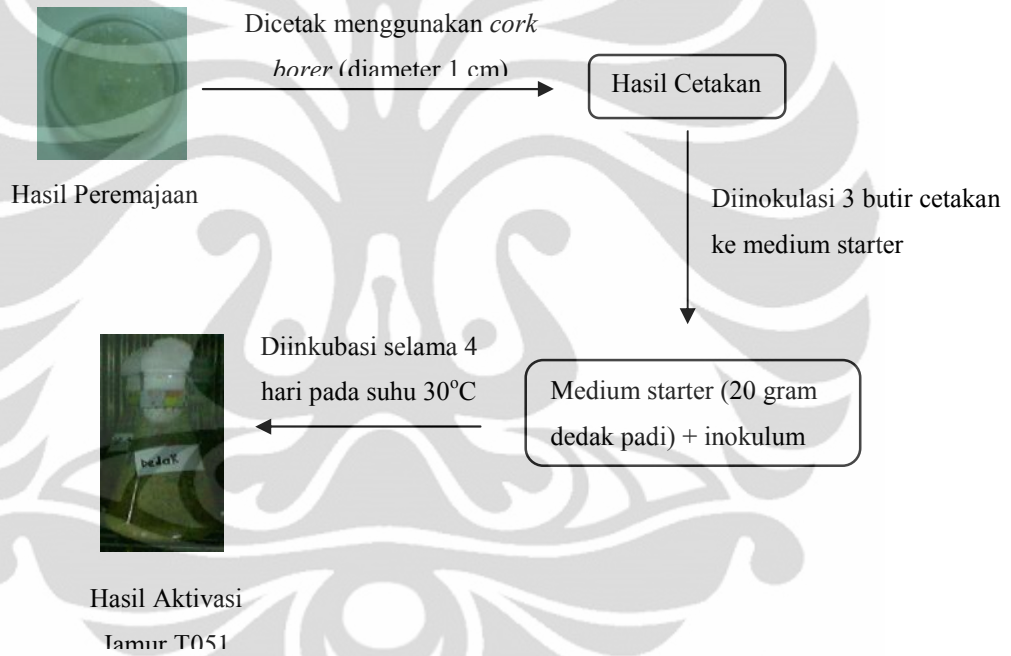 Dicetak menggunakan cork
borer (diameter 1 cm)
Hasil Cetakan
Hasil Peremajaan
Diinokulasi 3 butir cetakan
ke medium starter
Diinkubasi selama 4
hari pada suhu 30°C
Medium starter (20 gram
dedak padi) + inokulum
bedak
Hasil Aktivasi
Jamur T051